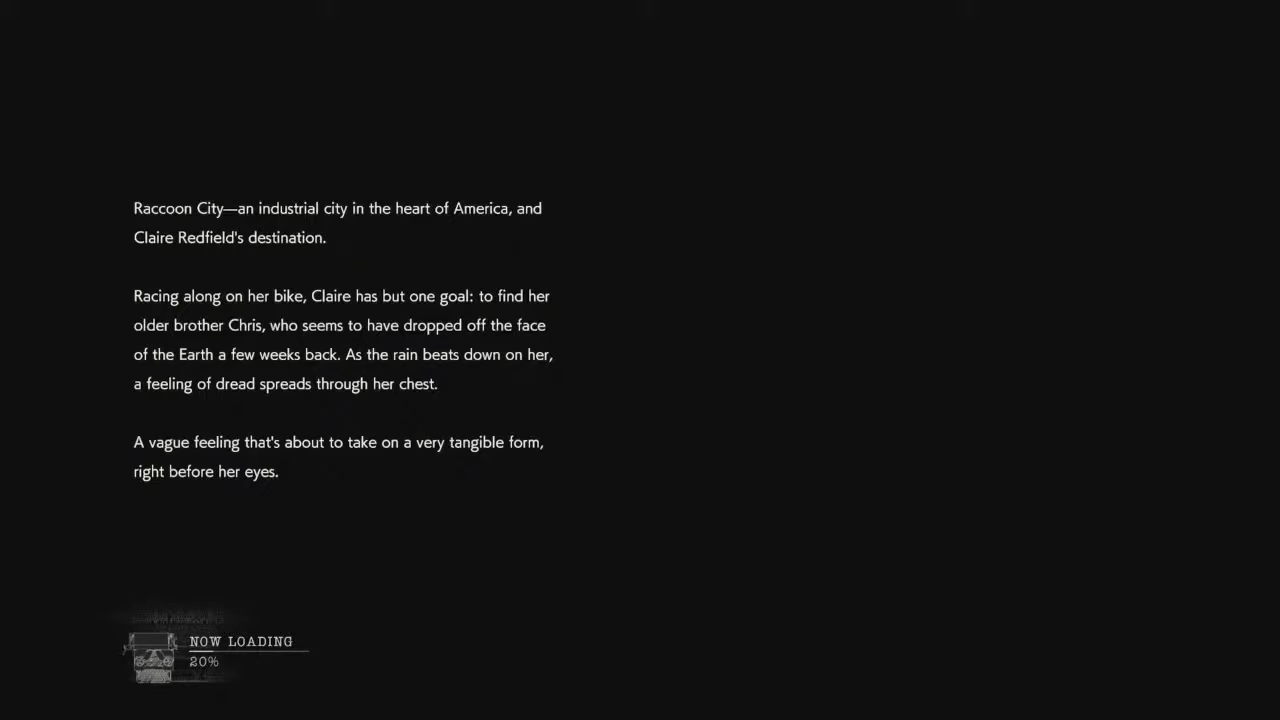 Raccoon City—an industrial city in the heart of America, and
Claire Redfield's destination.
Racing along on her bike, Claire has but one goal: to find her
older brother Chris, who seems to have dropped off the face
of the Earth a few weeks back. As the rain beats down on her,
a feeling of dread spreads through her chest.
A vague feeling that's about to take on a very tangible form,
right before her eyes.
NOW LOADING
20%